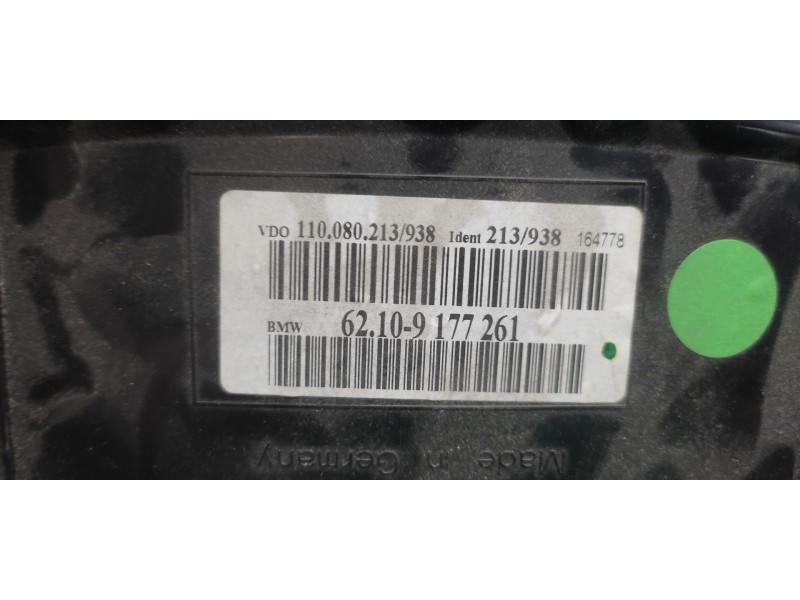 VDO 110.080.213/938 Ident 213/938 164778
BMW 62.10-9 177 261
Made in Germany